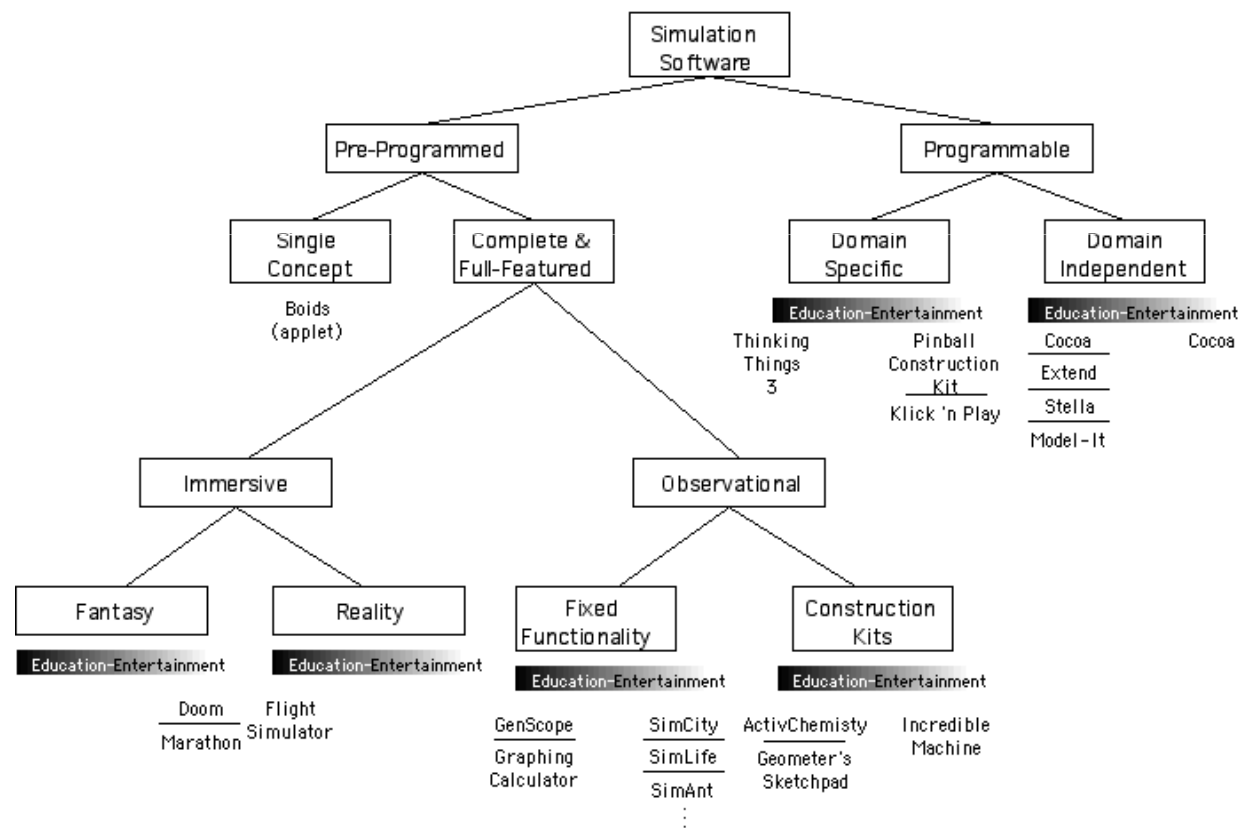 Simulation
Software
Pre-Programmed
Programmable
Single
Concept
Complete &
Full-Featured
Domain
Specific
Domain
Independent
Boids
(applet)
Education-Entertainment
Education-Entertainment
Thinking
Things
3
Pinball
Construction
Kit
Klick 'n Play
Cocoa
Extend
Stella
Model-It
Cocoa
Immersive
Observational
Fantasy
Reality
Fixed
Functionality
Construction
Kits
Education-Entertainment
Education-Entertainment
Education-Entertainment
Education-Entertainment
Doom
Marathon
Flight
Simulator
GenScope
Graphing
Calculator
SimCity
SimLife
SimAnt
ActivChemisty
Geometer's
Sketchpad
Incredible
Machine